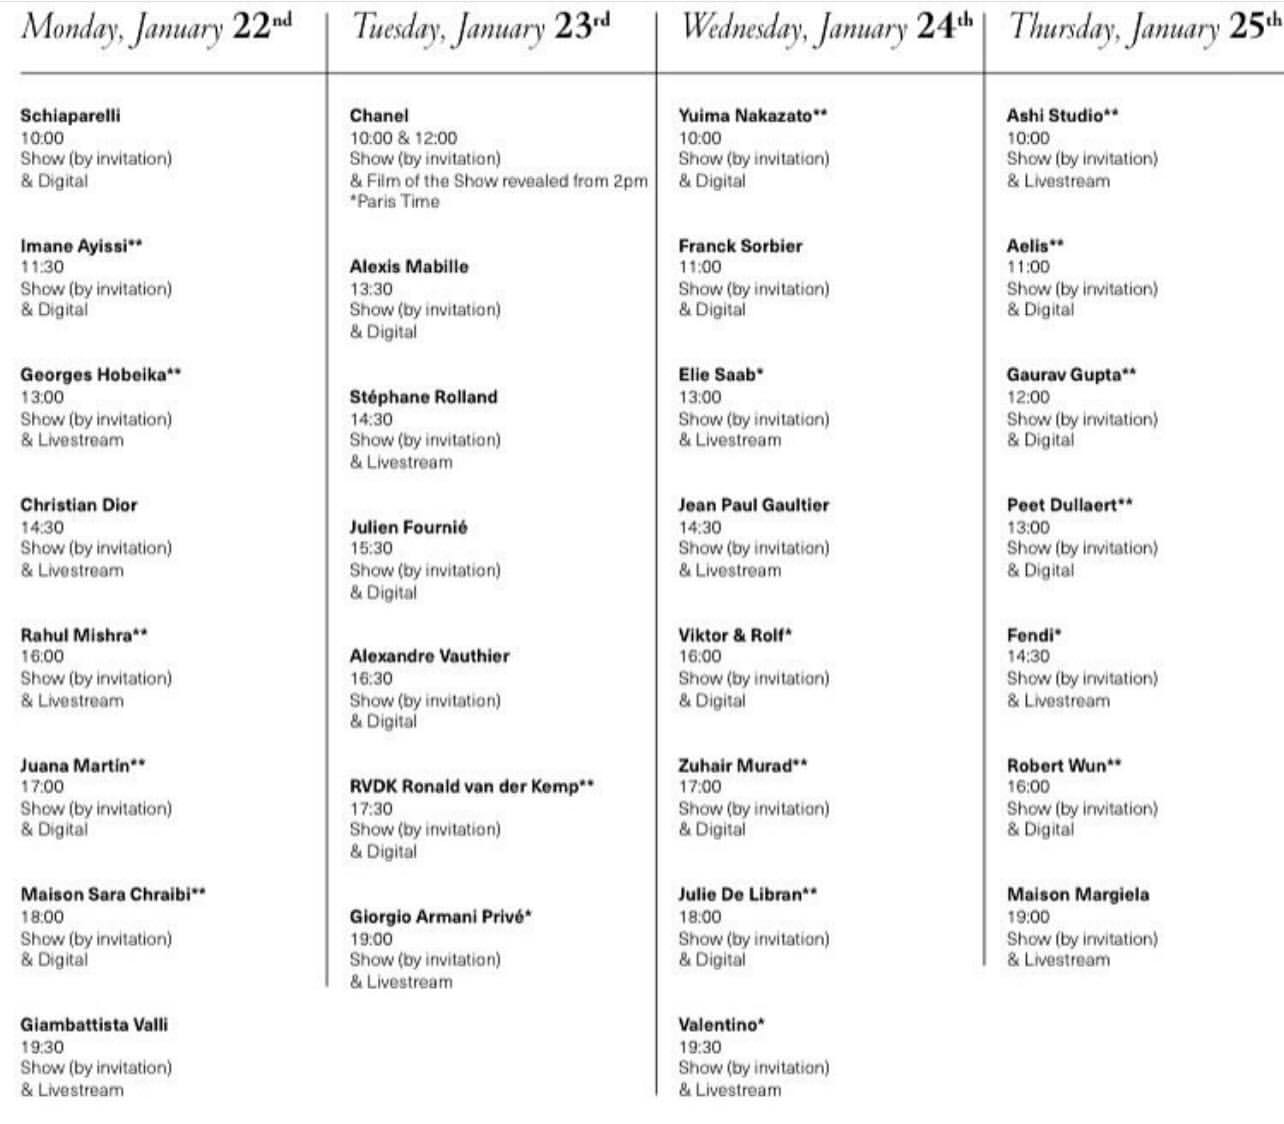 Monday, January 22nd
Schiaparelli
10:00
Show (by invitation)
& Digital
Imane Ayissi**
11:30
Show (by invitation)
& Digital
Georges Hobeika**
13:00
Show (by invitation)
& Livestream
Christian Dior
14:30
Show (by invitation)
& Livestream
Rahul Mishra**
16:00
Show (by invitation)
& Livestream
Juana Martín**
17:00
Show (by invitation)
& Digital
Maison Sara Chraibi**
18:00
Show (by invitation)
& Digital
Giambattista Valli
19:30
Show (by invitation)
& Livestream
Tuesday, January 23rd
Chanel
10:00 & 12:00
Show (by invitation)
& Film of the Show revealed from 2pm
*Paris Time
Alexis Mabille
13:30
Show (by invitation)
& Digital
Stéphane Rolland
14:30
Show (by invitation)
& Livestream
Julien Fournié
15:30
Show (by invitation)
& Digital
Alexandre Vauthier
16:30
Show (by invitation)
& Digital
RVDK Ronald van der Kemp**
17:30
Show (by invitation)
& Digital
Giorgio Armani Privé*
19:00
Show (by invitation)
& Livestream
Wednesday, January 24th
Yuima Nakazato**
10:00
Show (by invitation)
& Digital
Franck Sorbier
11:00
Show (by invitation)
& Digital
Elie Saab*
13:00
Show (by invitation)
& Livestream
Jean Paul Gaultier
14:30
Show (by invitation)
& Livestream
Viktor & Rolf*
16:00
Show (by invitation)
& Digital
Zuhair Murad**
17:00
Show (by invitation)
& Digital
Julie De Libran**
18:00
Show (by invitation)
& Digital
Valentino*
19:30
Show (by invitation)
& Livestream
Thursday, January 25th
Ashi Studio**
10:00
Show (by invitation)
& Livestream
Aelis**
11:00
Show (by invitation)
& Digital
Gaurav Gupta**
12:00
Show (by invitation)
& Digital
Peet Dullaert**
13:00
Show (by invitation)
& Digital
Fendi*
14:30
Show (by invitation)
& Livestream
Robert Wun**
16:00
Show (by invitation)
& Digital
Maison Margiela
19:00
Show (by invitation)
& Livestream